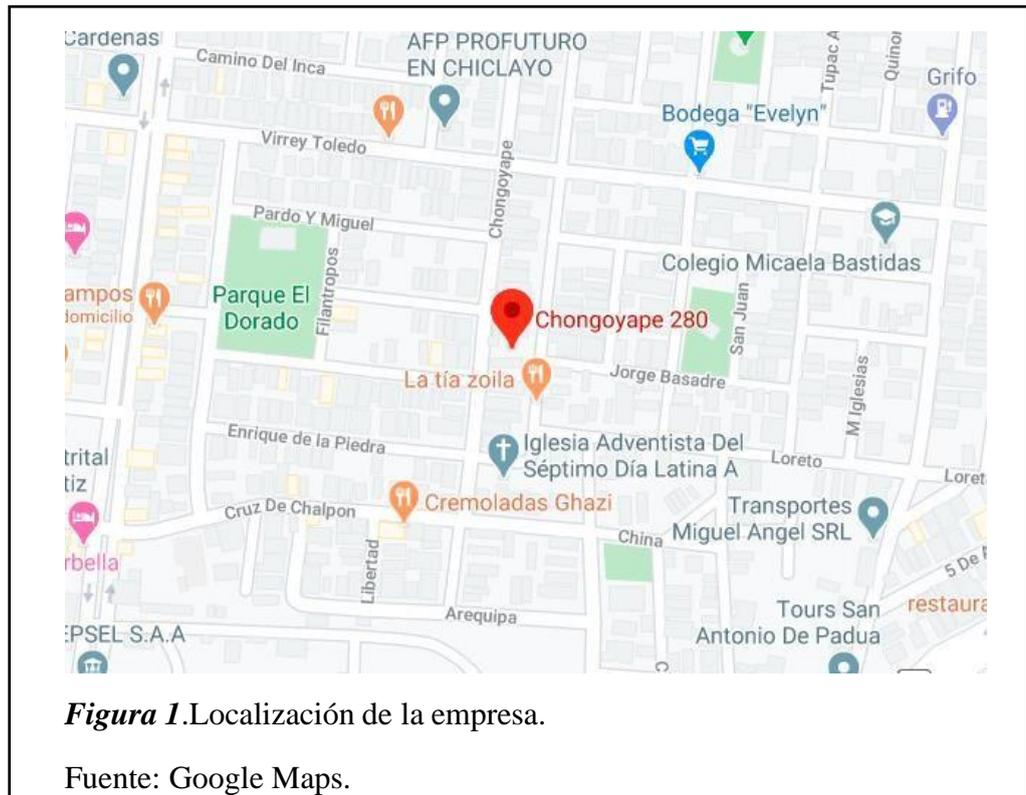 Cardenas
Camino Del Inca
AFP PROFUTURO
EN CHICLAYO
Tupac A
Quinor
Grifo
Bodega "Evelyn"
Virrey Toledo
Chongoyape
Pardo Y Miguel
Filantropos
Colegio Micaela Bastidas
ampos
domicilio
Parque El
Dorado
Chongoyape 280
San Juan
La tía zoila
Jorge Basadre
M Iglesias
Enrique de la Piedra
Iglesia Adventista Del
Séptimo Día Latina A
Loreto
Loret
trital
tiz
Cruz De Chalpon
Cremoladas Ghazi
Transportes
Miguel Angel SRL
China
rbella
Libertad
5 De
Arequipa
Tours San
Antonio De Padua
restaura
EPSEL S.A.A
C
Figura 1.Localización de la empresa.
Fuente: Google Maps.